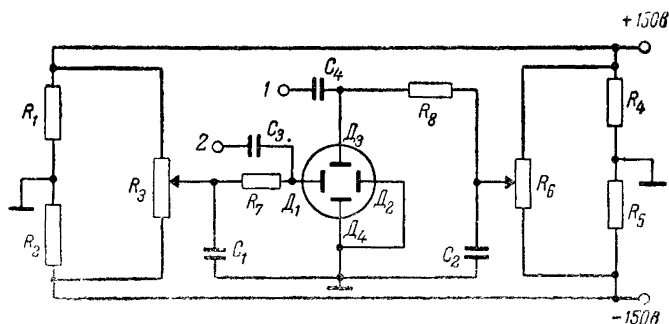 +150в
C₄
1
R₁
R₈
R₄
Д₃
2
C₃.
R₃
R₇
Д₁
Д₂
R₆
R₂
Д₄
R₅
C₁
C₂
-150в